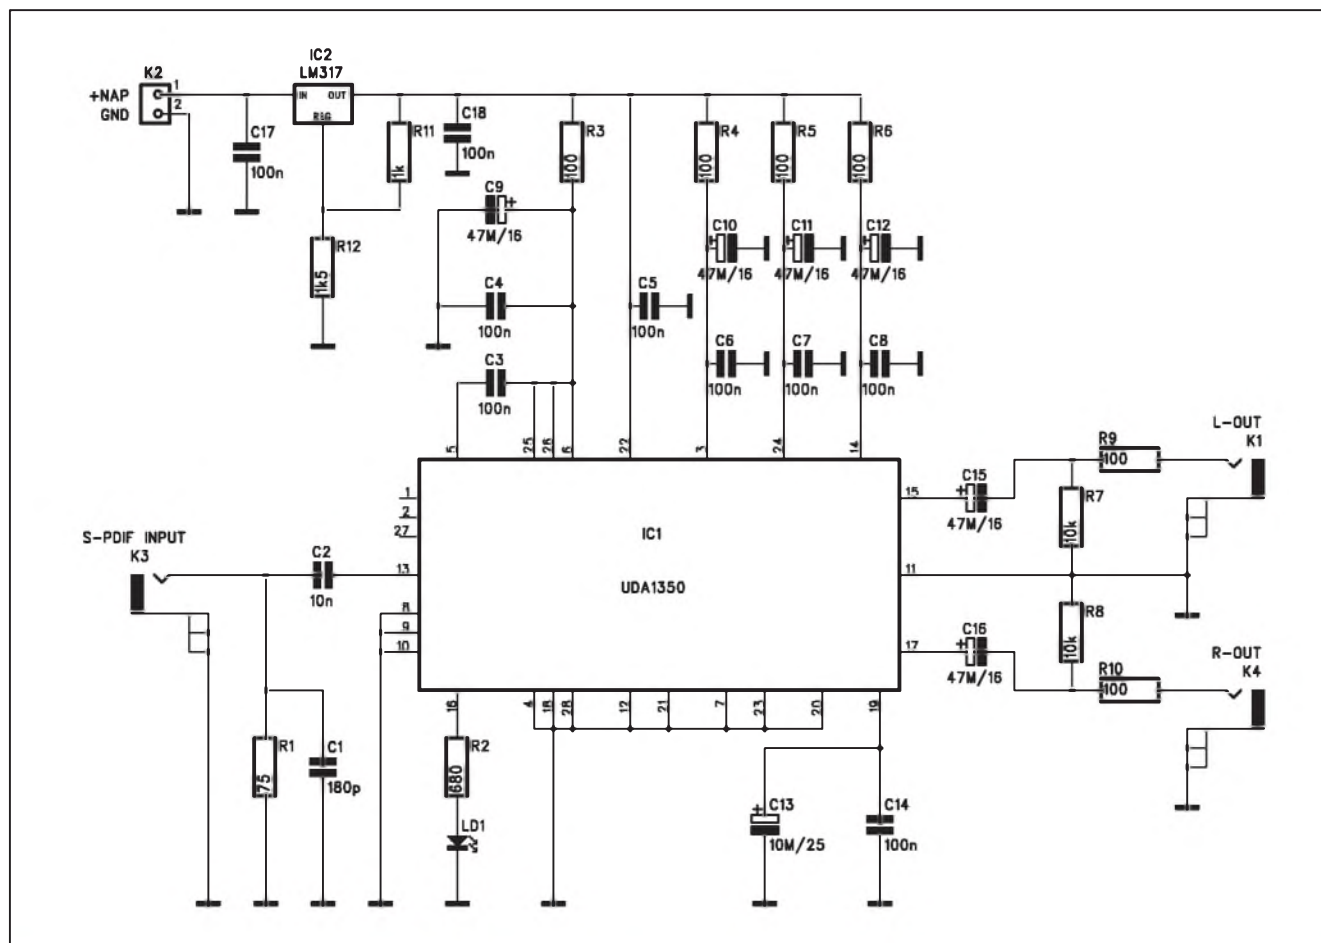 IC2
LM317
K2
+NAP
GND
1
2
IN
OUT
REG
C17
100n
R11
1k
C18
100n
R3
100
R4
100
R5
100
R6
100
C9
+
47M/16
R12
1k5
C10
+
47M/16
C11
+
47M/16
C12
+
47M/16
C4
100n
C5
100n
C6
100n
C7
100n
C8
100n
C3
100n
5
25
26
6
22
3
24
14
L-OUT
K1
R9
100
1
2
27
13
8
9
10
IC1
UDA1350
15
11
17
C15
+
47M/16
R7
10k
S-PDIF INPUT
K3
C2
10n
R8
10k
C16
+
47M/16
R-OUT
K4
R10
100
16
4
18
28
12
21
7
23
20
19
R1
75
C1
180p
R2
680
LD1
C13
+
10M/25
C14
100n